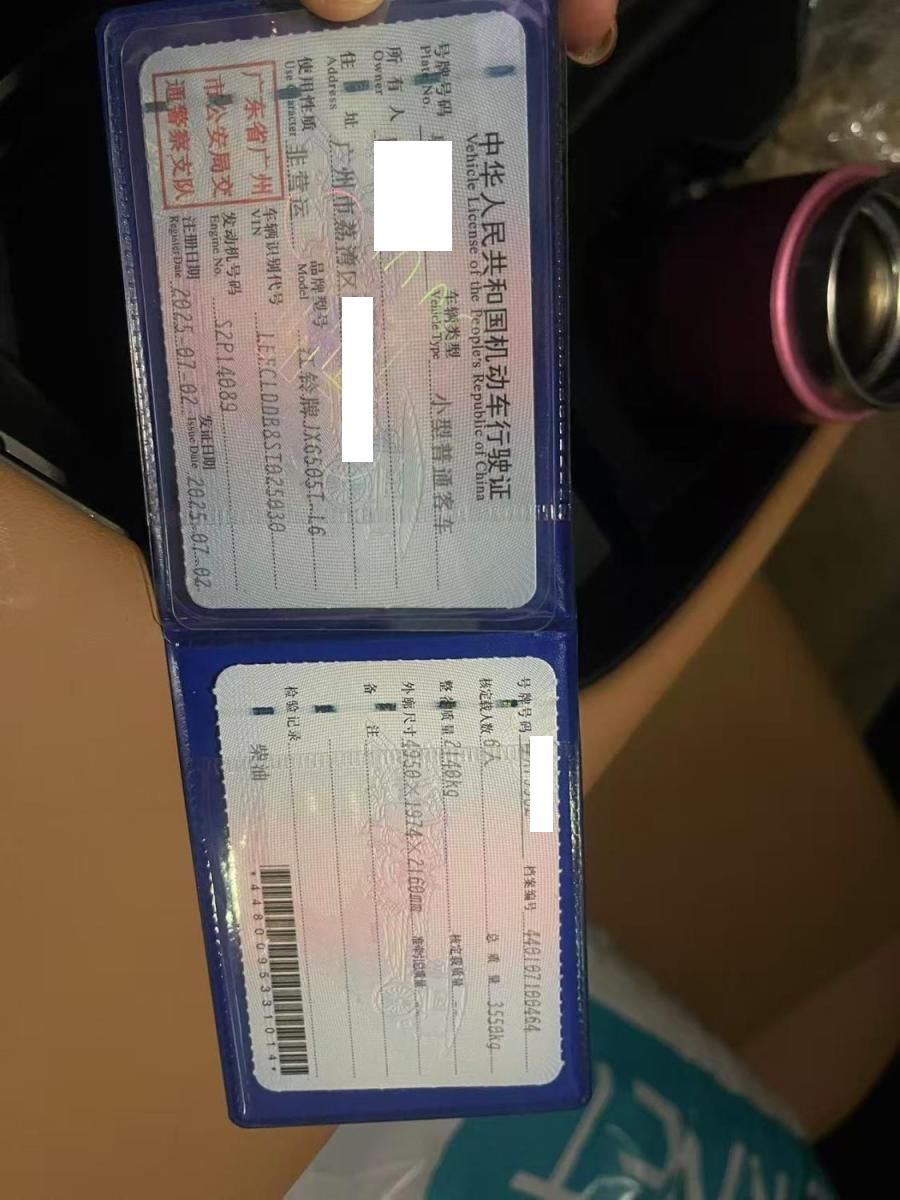 中华人民共和国机动车行驶证
Vehicle License of the People's Republic of China
号牌号码
Plate No.
车辆类型 小型普通客车
Vehicle Type
所有人
Owner
住址 广州市荔湾区
Address
使用性质 非营运 品牌型号 江铃牌JX6505T-L6
Use Character Model
广东省广州
市公安局交
通警察支队
车辆识别代号
VIN
发动机号码 S2P14089
Engine No.
注册日期 2025-07-02 发证日期 2025-07-02
Register Date Issue Date
号牌号码 档案编号 440107100464
核定载人数 6人 总质量 3550kg
整备质量 2140kg 核定载质量 --
外廓尺寸 4950×1974×2160mm 准牵引总质量 --
备注
检验记录
柴油
*4480095331014*